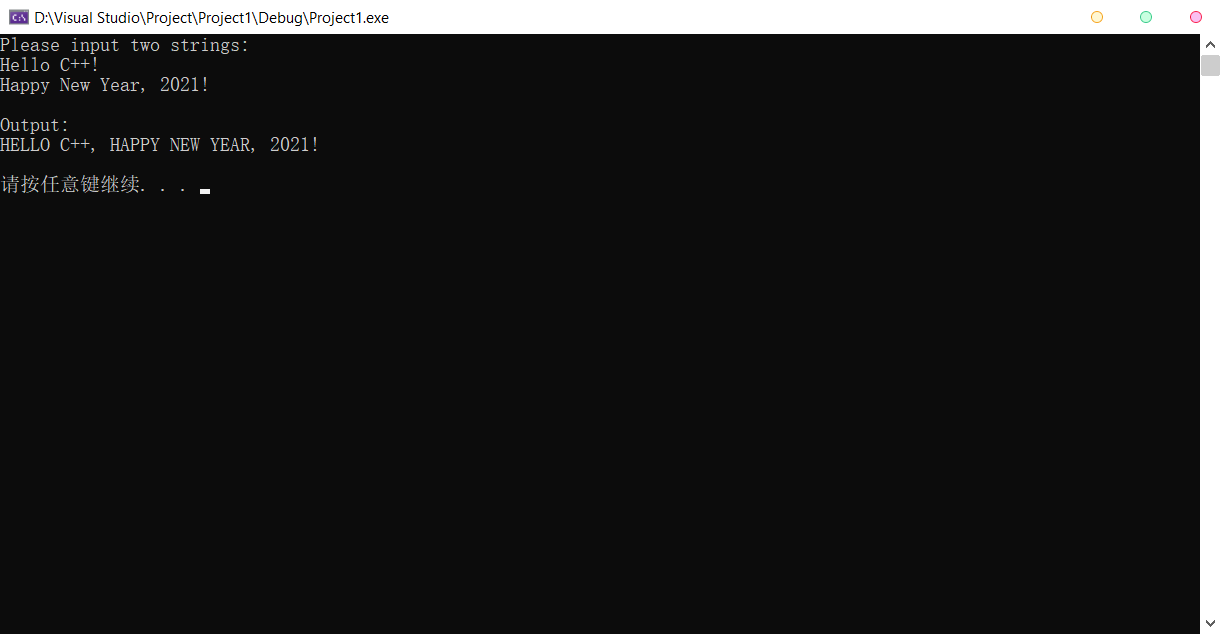 D:\Visual Studio\Project\Project1\Debug\Project1.exe
Please input two strings:
Hello C++!
Happy New Year, 2021!
Output:
HELLO C++, HAPPY NEW YEAR, 2021!
请按任意键继续. . .